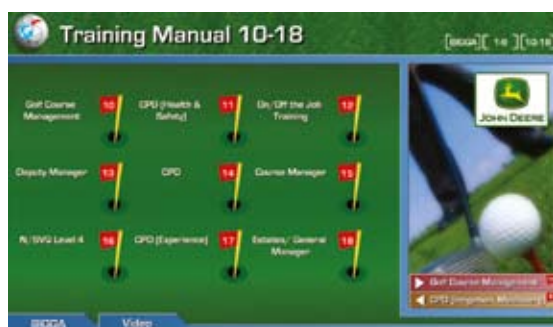 Training Manual 10-18
[BIGGA][ 1-9 ][10-18]
Golf Course
Management
10
CPD (Health &
Safety)
11
On/Off the Job
Training
12
Deputy Manager
13
CPD
14
Course Manager
15
N/SVQ Level 4
16
CPD (Experience)
17
Estates/ General
Manager
18
JOHN DEERE
Golf Course Management
CPD
BIGGA
Video